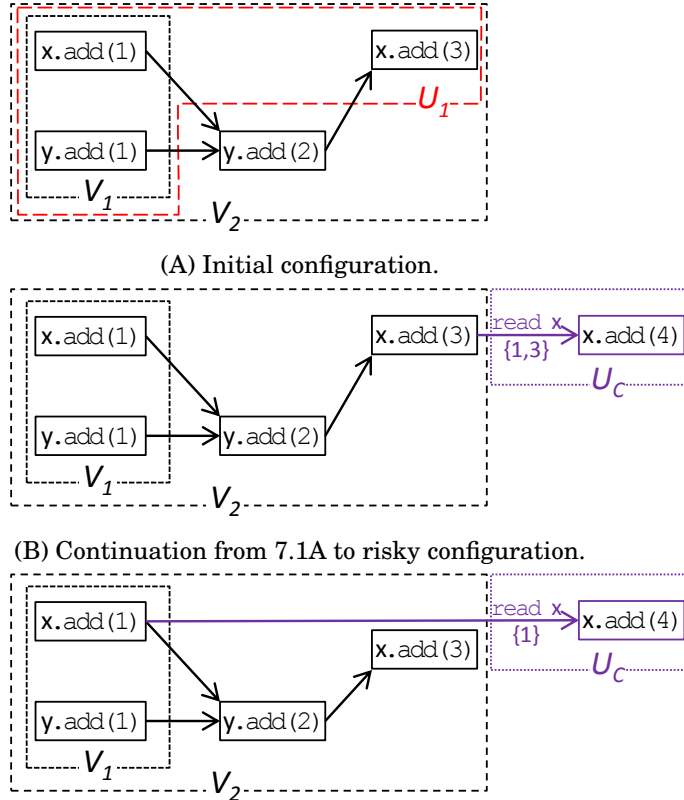 x.add(1) x.add(3)
U1
y.add(1) y.add(2)
V1
V2
(A) Initial configuration.
x.add(1) x.add(3) read x x.add(4)
{1,3}
UC
y.add(1) y.add(2)
V1
V2
(B) Continuation from 7.1A to risky configuration.
x.add(1) read x x.add(4)
{1}
x.add(3)
UC
y.add(1) y.add(2)
V1
V2